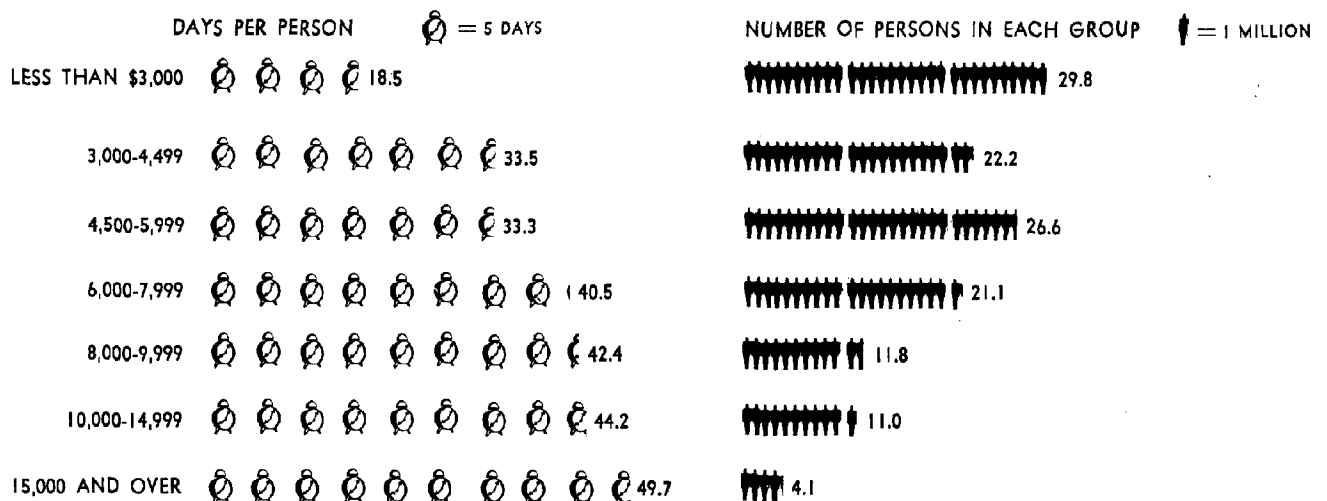 DAYS PER PERSON = 5 DAYS NUMBER OF PERSONS IN EACH GROUP = 1 MILLION
LESS THAN $3,000 18.5 29.8
3,000-4,499 33.5 22.2
4,500-5,999 33.3 26.6
6,000-7,999 40.5 21.1
8,000-9,999 42.4 11.8
10,000-14,999 44.2 11.0
15,000 AND OVER 49.7 4.1